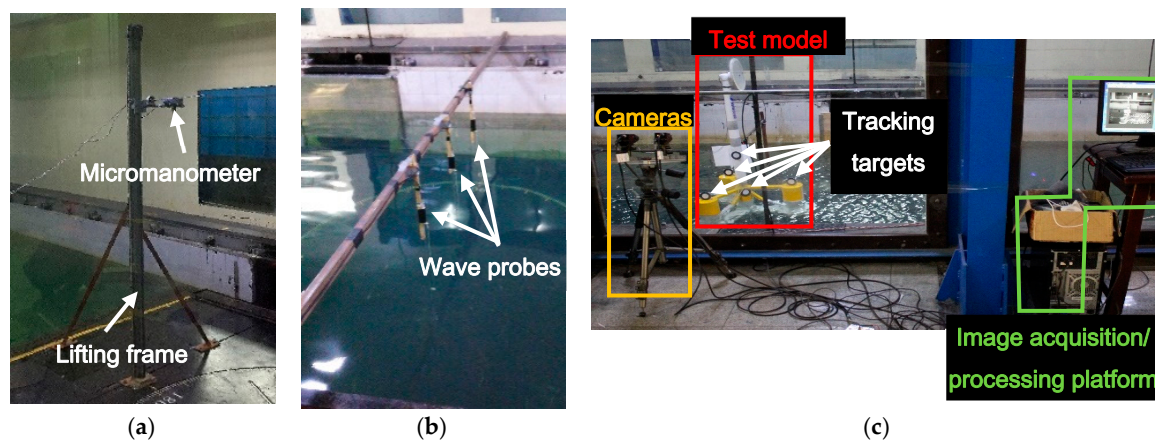 Micromanometer
Lifting frame
(a)
Wave probes
(b)
Test model
Cameras
Tracking
targets
Image acquisition/
processing platform
(c)